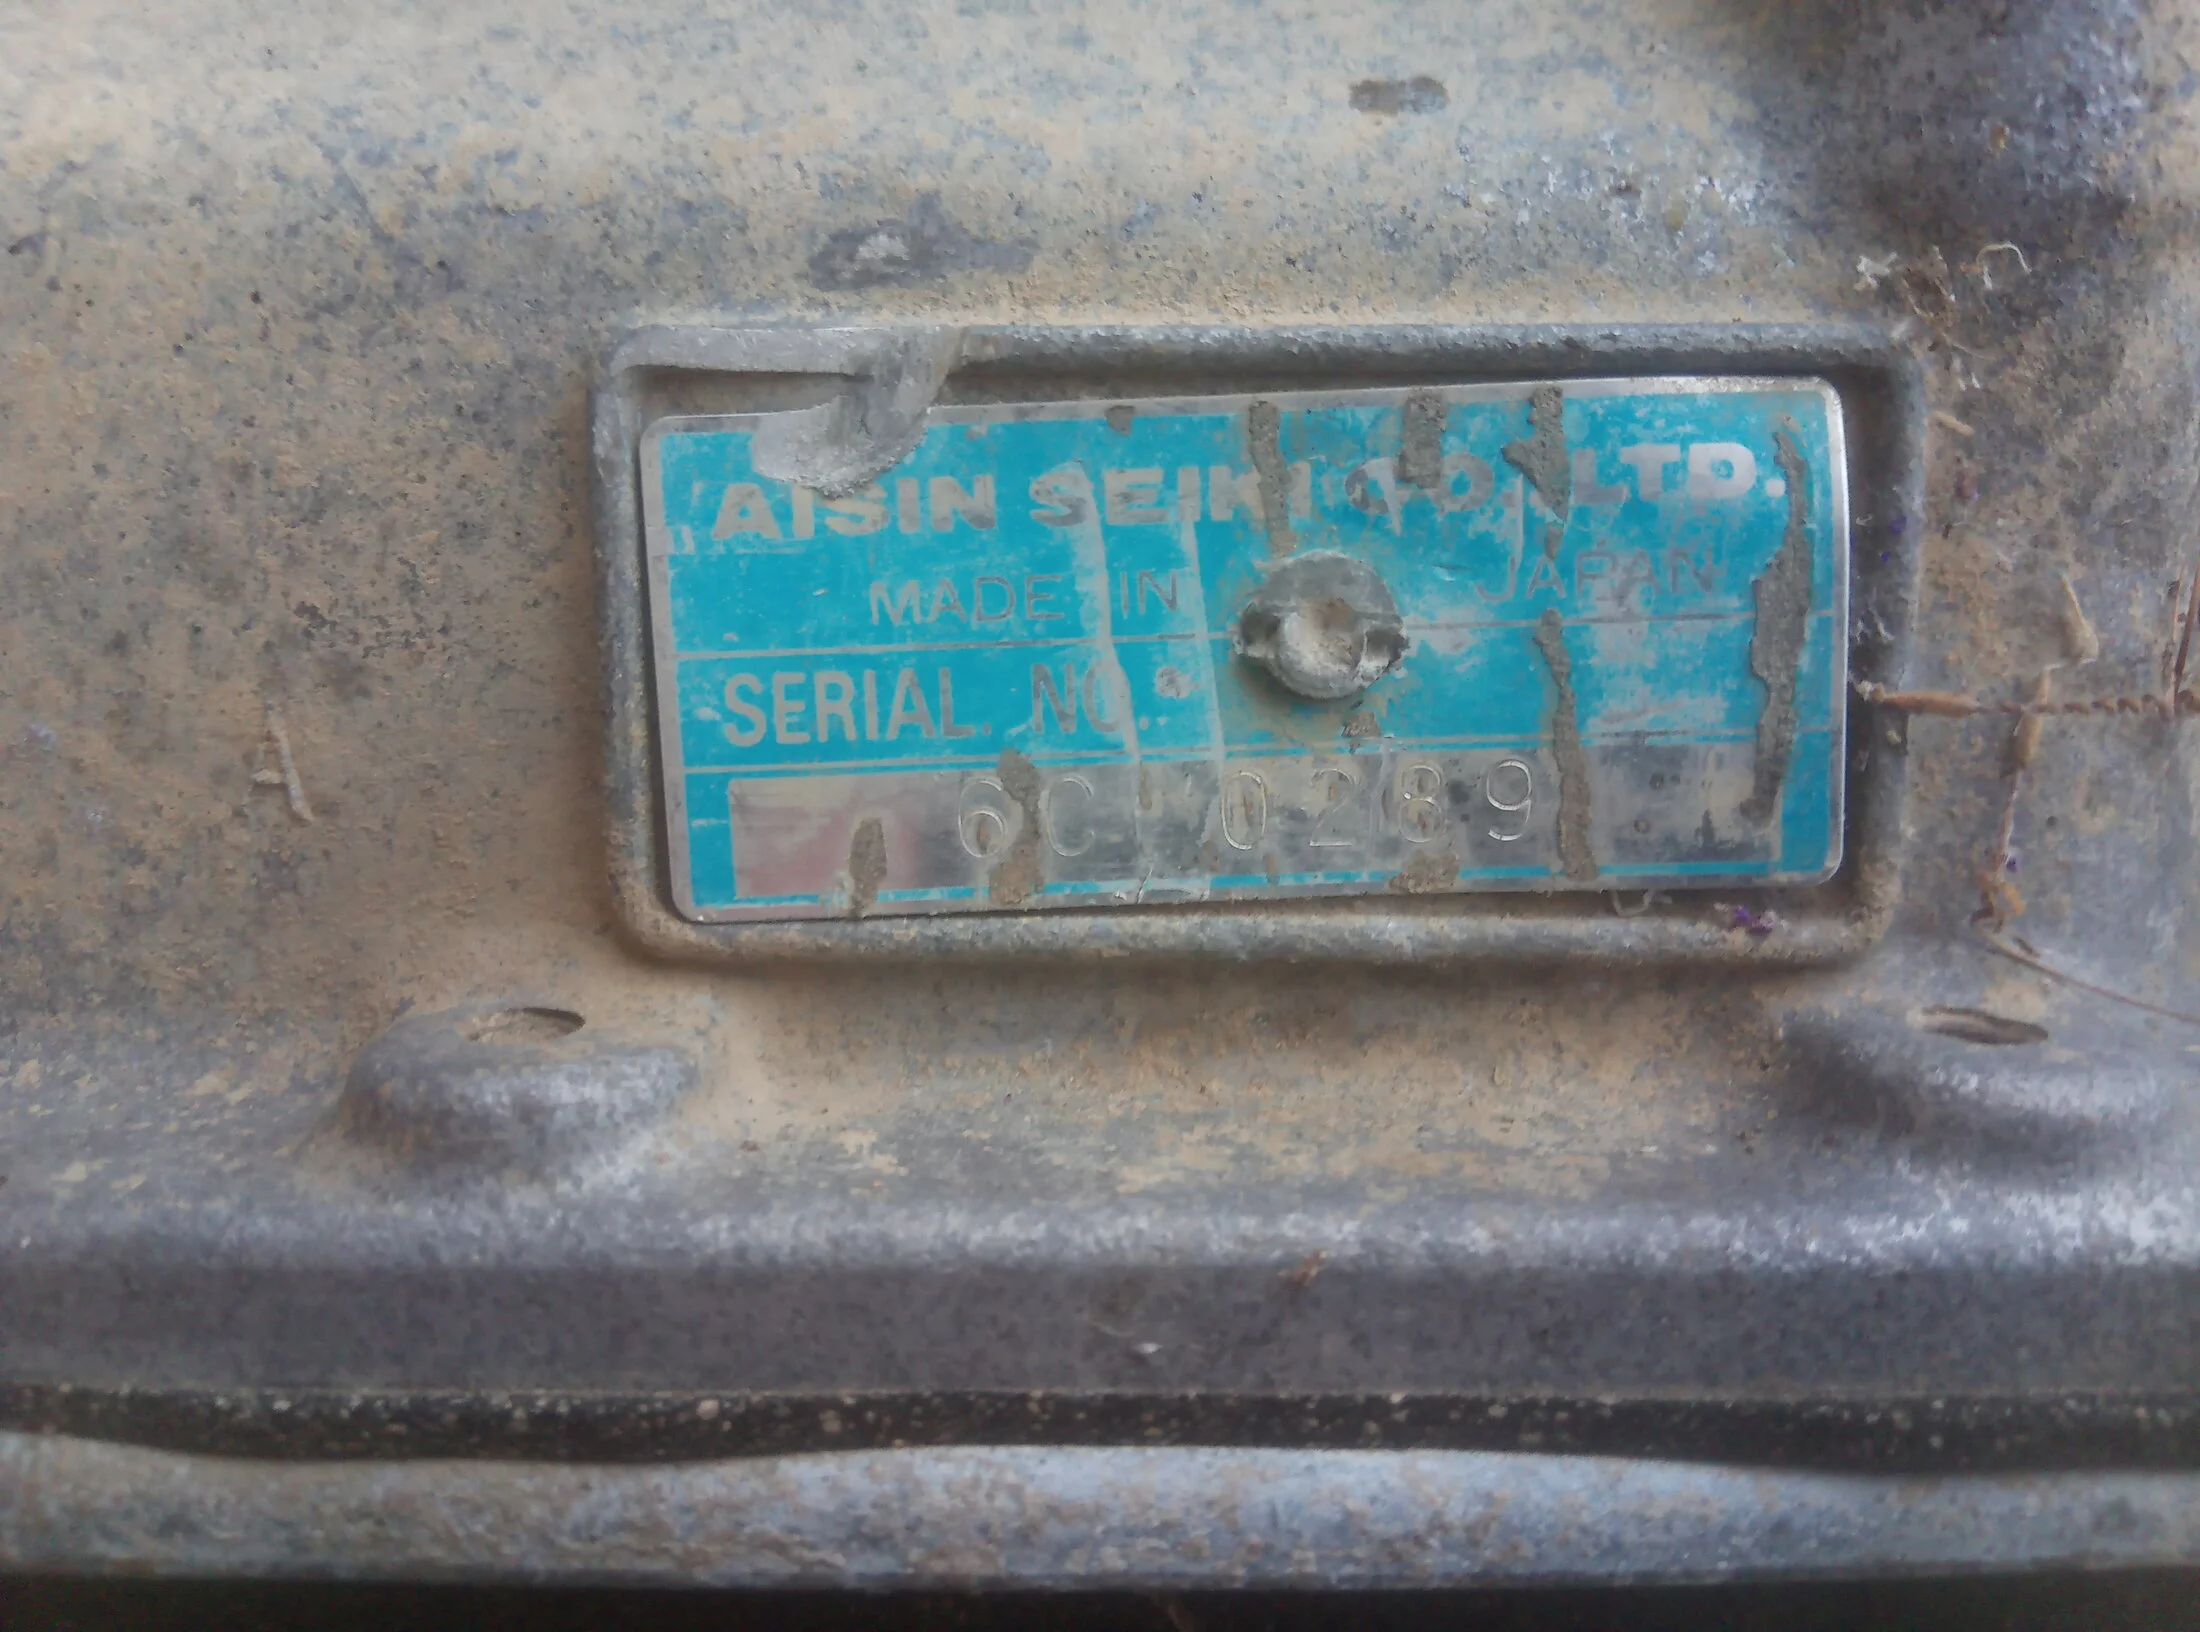 AISIN SEIKI CO., LTD.
MADE IN JAPAN
SERIAL. NO.
6C 0289